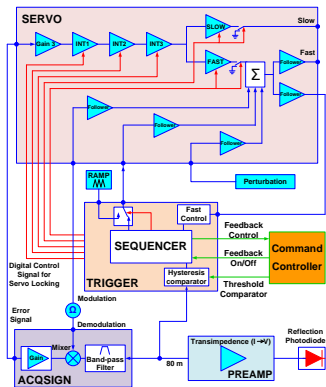 SERVO
SLOW
Slow
Gain 3
INT1
INT2
INT3
FAST
Fast
Σ
Follower
Follower
Follower
Follower
Follower
RAMP
Perturbation
Fast
Control
Feedback
Control
SEQUENCER
Feedback
On/Off
Command
Controller
TRIGGER
Hysteresis
comparator
Threshold
Comparator
Digital Control
Signal for
Servo Locking
Ω
Modulation
Error
Signal
Demodulation
ACQSIGN
Mixer
Gain
Band-pass
Filter
80 m
Transimpedence (I →V)
PREAMP
Reflection
Photodiode